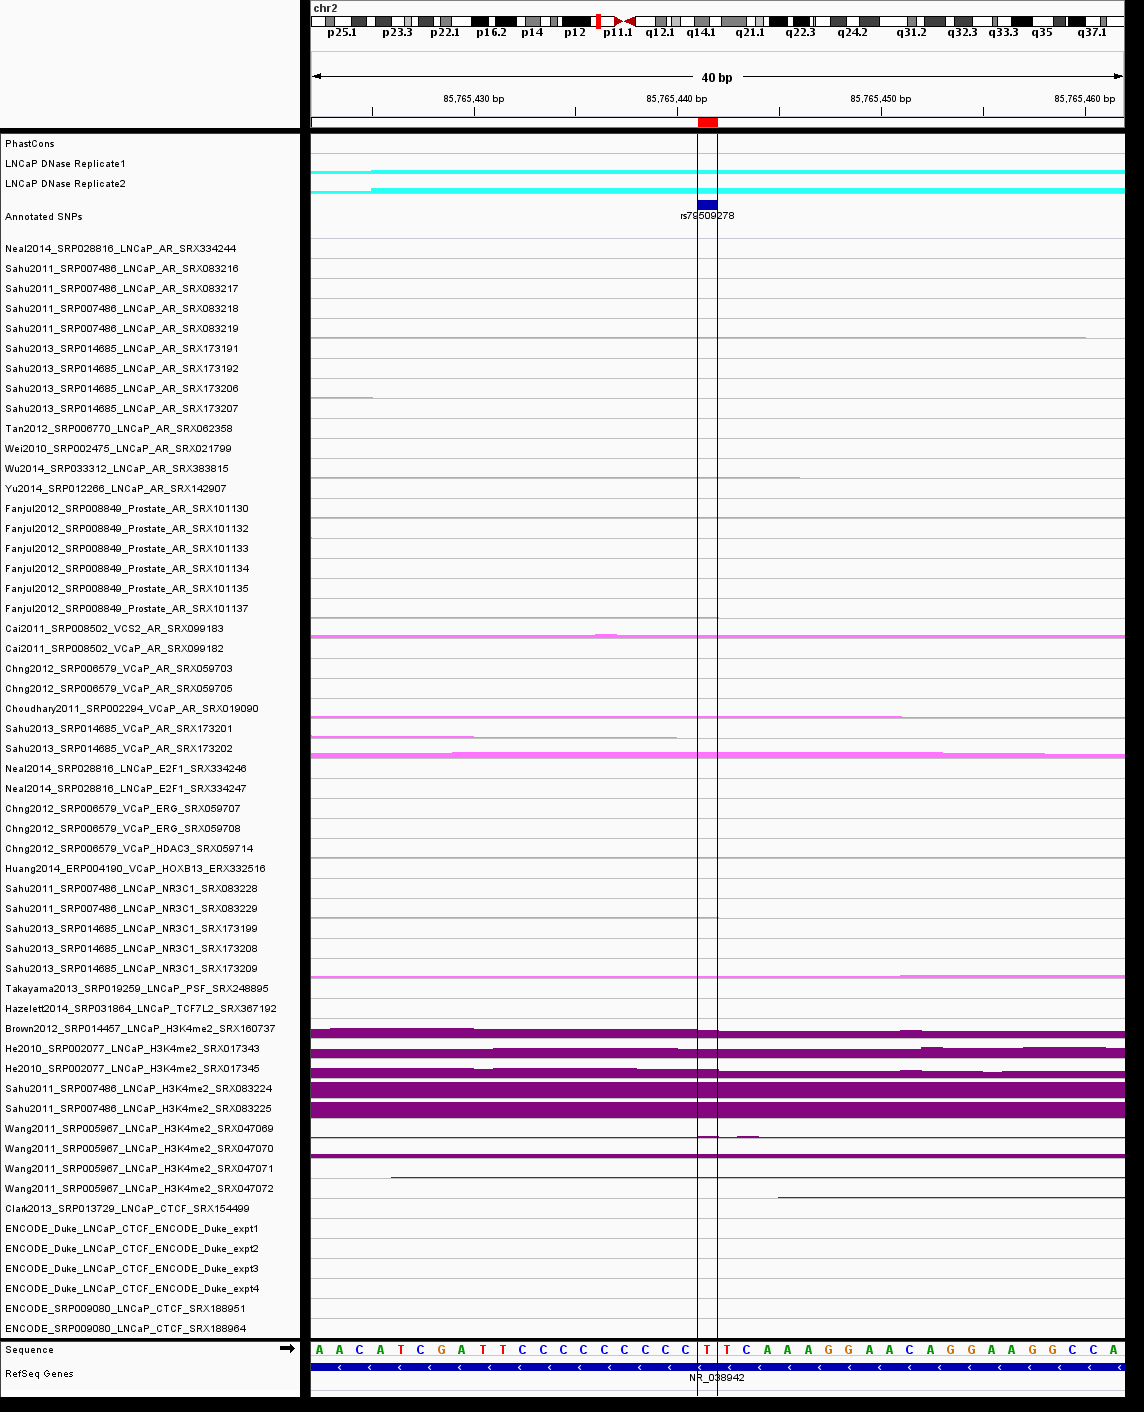 chr2
p25.1 p23.3 p22.1 p16.2 p14 p12 p11.1 q12.1 q14.1 q21.1 q22.3 q24.2 q31.2 q32.3 q33.3 q35 q37.1
40 bp
85,765,430 bp 85,765,440 bp 85,765,450 bp 85,765,460 bp
PhastCons
LNCaP DNase Replicate1
LNCaP DNase Replicate2
Annotated SNPs rs79509278
Neal2014_SRP028816_LNCaP_AR_SRX334244
Sahu2011_SRP007486_LNCaP_AR_SRX083216
Sahu2011_SRP007486_LNCaP_AR_SRX083217
Sahu2011_SRP007486_LNCaP_AR_SRX083218
Sahu2011_SRP007486_LNCaP_AR_SRX083219
Sahu2013_SRP014685_LNCaP_AR_SRX173191
Sahu2013_SRP014685_LNCaP_AR_SRX173192
Sahu2013_SRP014685_LNCaP_AR_SRX173206
Sahu2013_SRP014685_LNCaP_AR_SRX173207
Tan2012_SRP006770_LNCaP_AR_SRX062358
Wei2010_SRP002475_LNCaP_AR_SRX021799
Wu2014_SRP033312_LNCaP_AR_SRX383815
Yu2014_SRP012266_LNCaP_AR_SRX142907
Fanjul2012_SRP008849_Prostate_AR_SRX101130
Fanjul2012_SRP008849_Prostate_AR_SRX101132
Fanjul2012_SRP008849_Prostate_AR_SRX101133
Fanjul2012_SRP008849_Prostate_AR_SRX101134
Fanjul2012_SRP008849_Prostate_AR_SRX101135
Fanjul2012_SRP008849_Prostate_AR_SRX101137
Cai2011_SRP008502_VCS2_AR_SRX099183
Cai2011_SRP008502_VCaP_AR_SRX099182
Chng2012_SRP006579_VCaP_AR_SRX059703
Chng2012_SRP006579_VCaP_AR_SRX059705
Choudhary2011_SRP002294_VCaP_AR_SRX019090
Sahu2013_SRP014685_VCaP_AR_SRX173201
Sahu2013_SRP014685_VCaP_AR_SRX173202
Neal2014_SRP028816_LNCaP_E2F1_SRX334246
Neal2014_SRP028816_LNCaP_E2F1_SRX334247
Chng2012_SRP006579_VCaP_ERG_SRX059707
Chng2012_SRP006579_VCaP_ERG_SRX059708
Chng2012_SRP006579_VCaP_HDAC3_SRX059714
Huang2014_ERP004190_VCaP_HOXB13_ERX332516
Sahu2011_SRP007486_LNCaP_NR3C1_SRX083228
Sahu2011_SRP007486_LNCaP_NR3C1_SRX083229
Sahu2013_SRP014685_LNCaP_NR3C1_SRX173199
Sahu2013_SRP014685_LNCaP_NR3C1_SRX173208
Sahu2013_SRP014685_LNCaP_NR3C1_SRX173209
Takayama2013_SRP019259_LNCaP_PSF_SRX248895
Hazelett2014_SRP031864_LNCaP_TCF7L2_SRX367192
Brown2012_SRP014457_LNCaP_H3K4me2_SRX160737
He2010_SRP002077_LNCaP_H3K4me2_SRX017343
He2010_SRP002077_LNCaP_H3K4me2_SRX017345
Sahu2011_SRP007486_LNCaP_H3K4me2_SRX083224
Sahu2011_SRP007486_LNCaP_H3K4me2_SRX083225
Wang2011_SRP005967_LNCaP_H3K4me2_SRX047069
Wang2011_SRP005967_LNCaP_H3K4me2_SRX047070
Wang2011_SRP005967_LNCaP_H3K4me2_SRX047071
Wang2011_SRP005967_LNCaP_H3K4me2_SRX047072
Clark2013_SRP013729_LNCaP_CTCF_SRX154499
ENCODE_Duke_LNCaP_CTCF_ENCODE_Duke_expt1
ENCODE_Duke_LNCaP_CTCF_ENCODE_Duke_expt2
ENCODE_Duke_LNCaP_CTCF_ENCODE_Duke_expt3
ENCODE_Duke_LNCaP_CTCF_ENCODE_Duke_expt4
ENCODE_SRP009080_LNCaP_CTCF_SRX188951
ENCODE_SRP009080_LNCaP_CTCF_SRX188964
Sequence A A C A T C G A T T C C C C C C C C C T T C A A A G G A A C A G G A A G G C C A
RefSeq Genes NR_038942